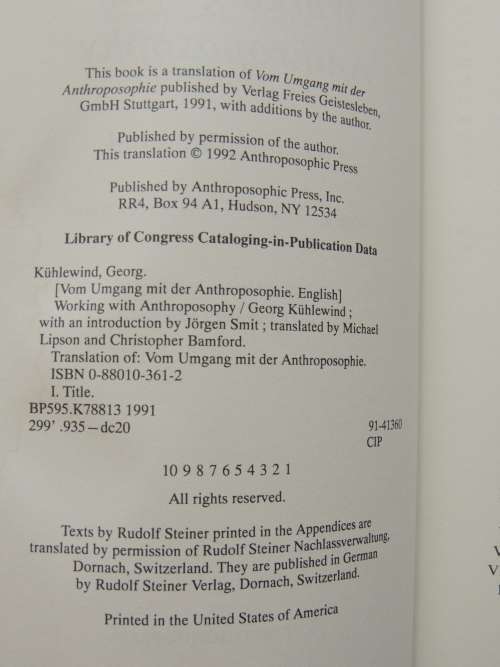 This book is a translation of Vom Umgang mit der
Anthroposophie published by Verlag Freies Geistesleben,
GmbH Stuttgart, 1991, with additions by the author.
Published by permission of the author.
This translation © 1992 Anthroposophic Press
Published by Anthroposophic Press, Inc.
RR4, Box 94 A1, Hudson, NY 12534
Library of Congress Cataloging-in-Publication Data
Kühlewind, Georg.
[Vom Umgang mit der Anthroposophie. English]
Working with Anthroposophy / Georg Kühlewind ;
with an introduction by Jörgen Smit ; translated by Michael
Lipson and Christopher Bamford.
Translation of: Vom Umgang mit der Anthroposophie.
ISBN 0-88010-361-2
I. Title.
BP595.K78813 1991
299' .935—dc20 91-41360
CIP
10 9 8 7 6 5 4 3 2 1
All rights reserved.
Texts by Rudolf Steiner printed in the Appendices are
translated by permission of Rudolf Steiner Nachlassverwaltung,
Dornach, Switzerland. They are published in German
by Rudolf Steiner Verlag, Dornach, Switzerland.
Printed in the United States of America